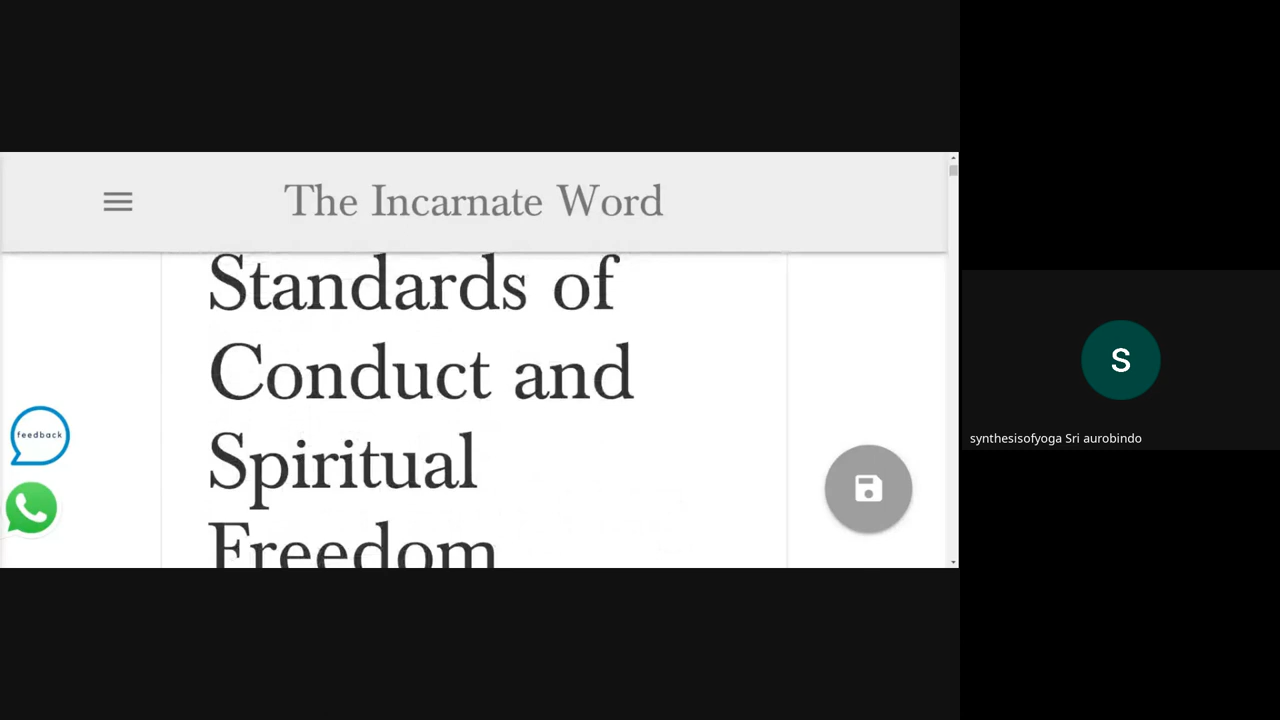 The Incarnate Word
Standards of
Conduct and
Spiritual
Freedom
feedback
S
synthesisofyoga Sri aurobindo